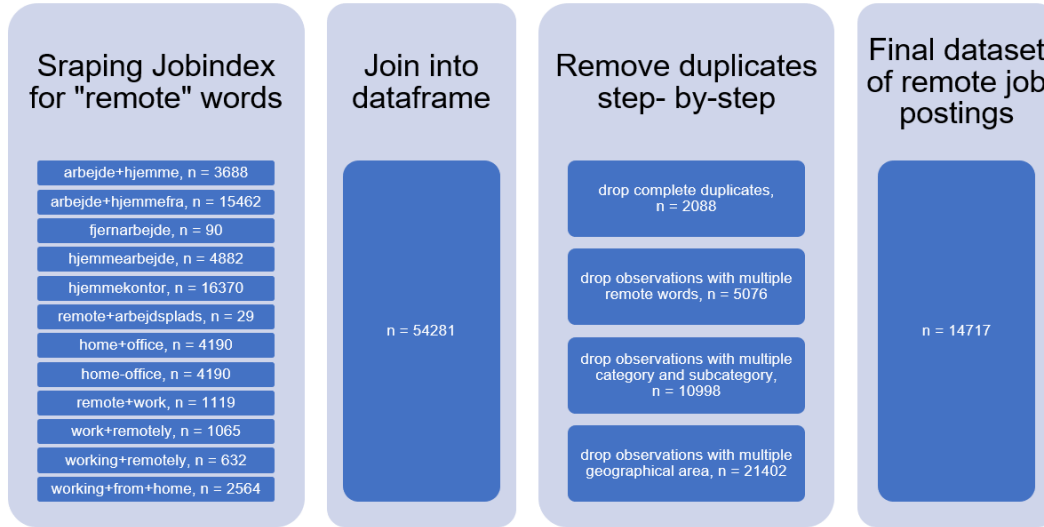 Sraping Jobindex
for "remote" words
arbejde+hjemme, n = 3688
arbejde+hjemmefra, n = 15462
fjernarbejde, n = 90
hjemmearbejde, n = 4882
hjemmekontor, n = 16370
remote+arbejdsplads, n = 29
home+office, n = 4190
home-office, n = 4190
remote+work, n = 1119
work+remotely, n = 1065
working+remotely, n = 632
working+from+home, n = 2564
Join into
dataframe
n = 54281
Remove duplicates
step- by-step
drop complete duplicates,
n = 2088
drop observations with multiple
remote words, n = 5076
drop observations with multiple
category and subcategory,
n = 10998
drop observations with multiple
geographical area, n = 21402
Final dataset
of remote job
postings
n = 14717